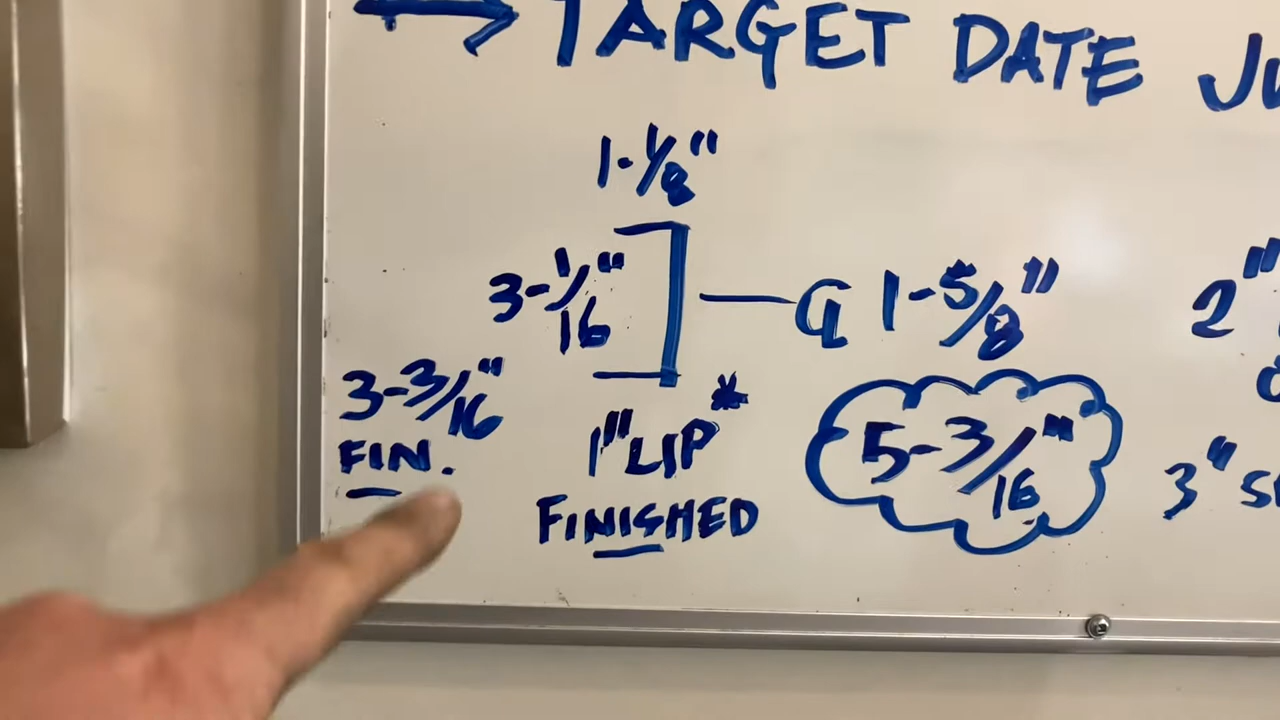 → TARGET DATE
1-1/8"
3-1/16"
1-5/8"
2"
3-3/16"
FIN.
1" LIP*
FINISHED
5-3/16"
3"